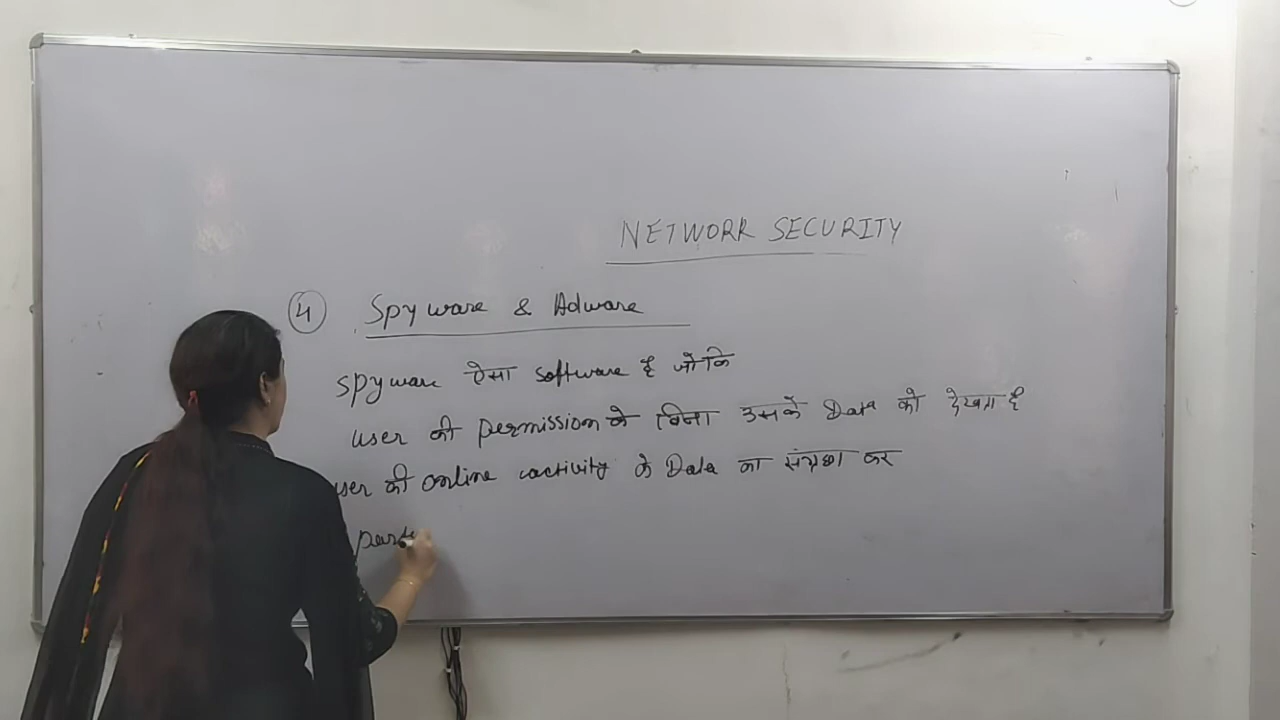 NETWORK SECURITY
4 Spyware & Adware
spyware ऐसा software है जोकि
user की permission के बिना उसके Data को देखता है
user की online activity के Data का संग्रहा कर